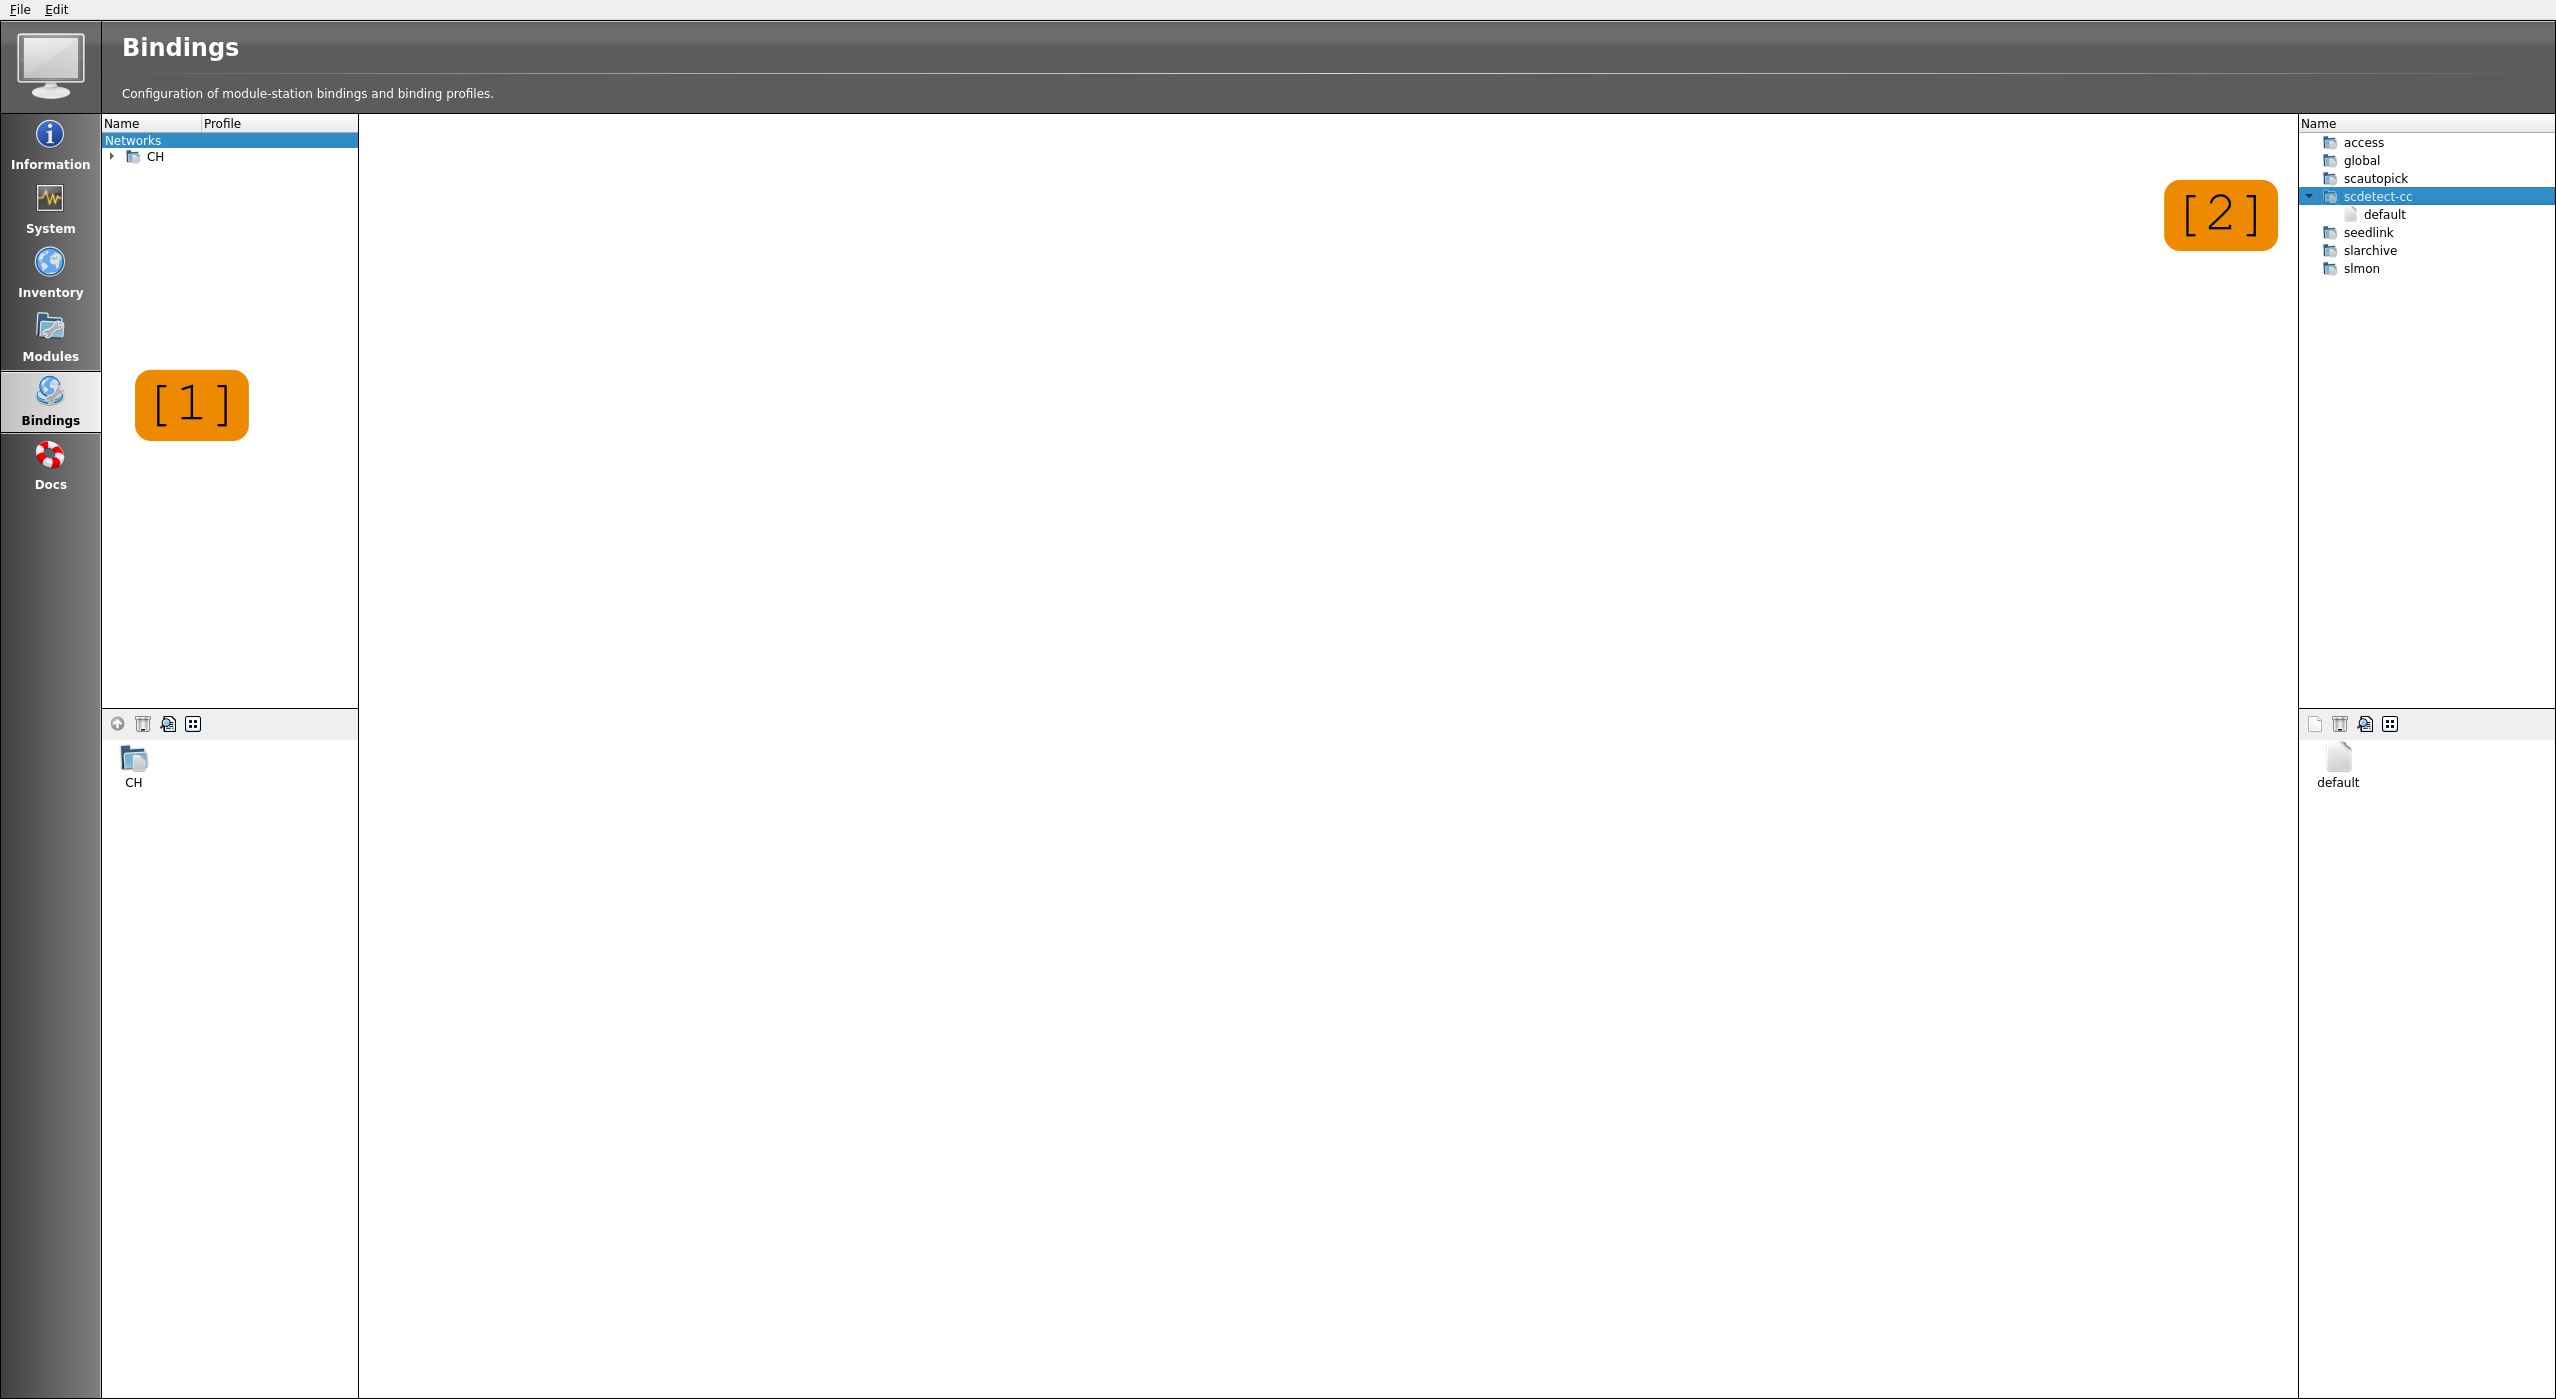 File Edit
Bindings
Configuration of module-station bindings and binding profiles.
Information
System
Inventory
Modules
Bindings
Docs
Name Profile
Networks
CH
[1]
CH
[2]
Name
access
global
scautopick
scdetect-cc
default
seedlink
slarchive
slmon
default